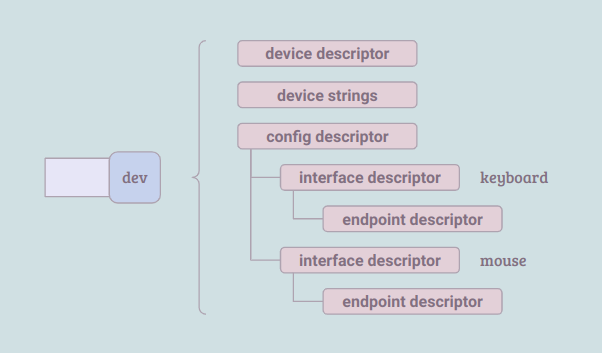 device descriptor
device strings
config descriptor
dev
interface descriptor keyboard
endpoint descriptor
interface descriptor mouse
endpoint descriptor